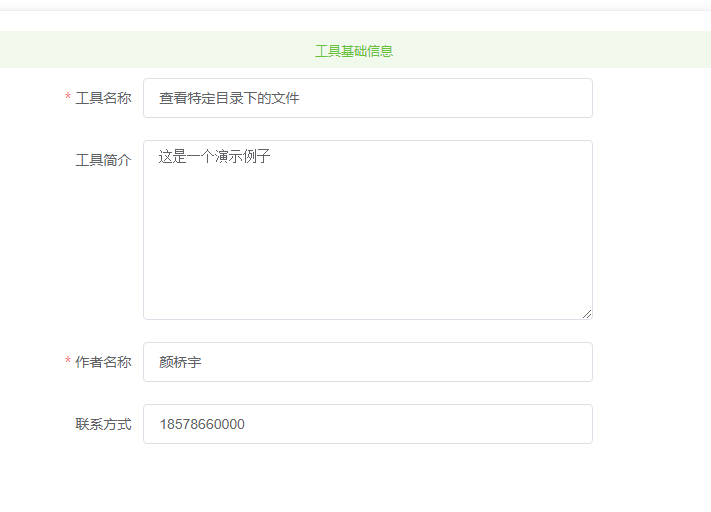 工具基础信息
* 工具名称 查看特定目录下的文件
工具简介 这是一个演示例子
* 作者名称 颜桥宇
联系方式 18578660000